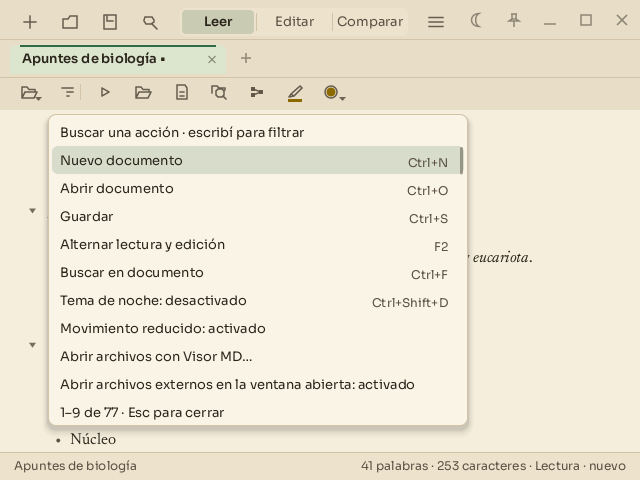 Leer
Editar
Comparar
Apuntes de biología •
Buscar una acción · escribí para filtrar
Nuevo documento Ctrl+N
Abrir documento Ctrl+O
Guardar Ctrl+S
Alternar lectura y edición F2
eucariota.
Buscar en documento Ctrl+F
Tema de noche: desactivado Ctrl+Shift+D
Movimiento reducido: activado
Abrir archivos con Visor MD...
Abrir archivos externos en la ventana abierta: activado
1–9 de 77 · Esc para cerrar
• Núcleo
Apuntes de biología
41 palabras · 253 caracteres · Lectura · nuevo